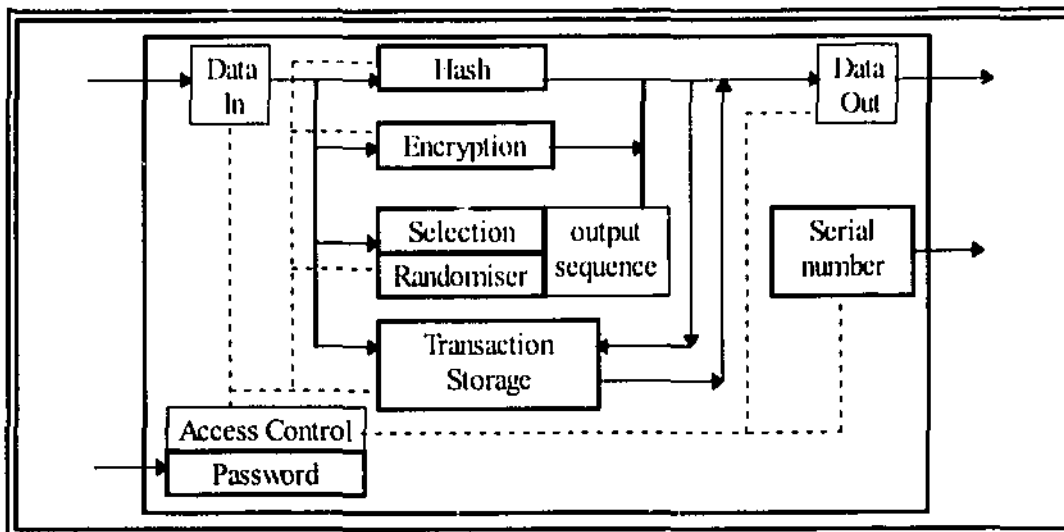 Data
In
Hash
Data
Out
Encryption
Selection
Randomiser
output
sequence
Serial
number
Transaction
Storage
Access Control
Password